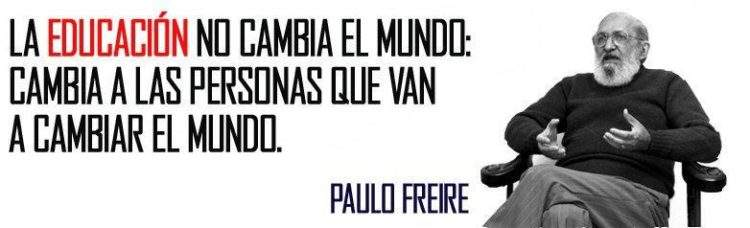 LA EDUCACIÓN NO CAMBIA EL MUNDO:
CAMBIA A LAS PERSONAS QUE VAN
A CAMBIAR EL MUNDO.
PAULO FREIRE